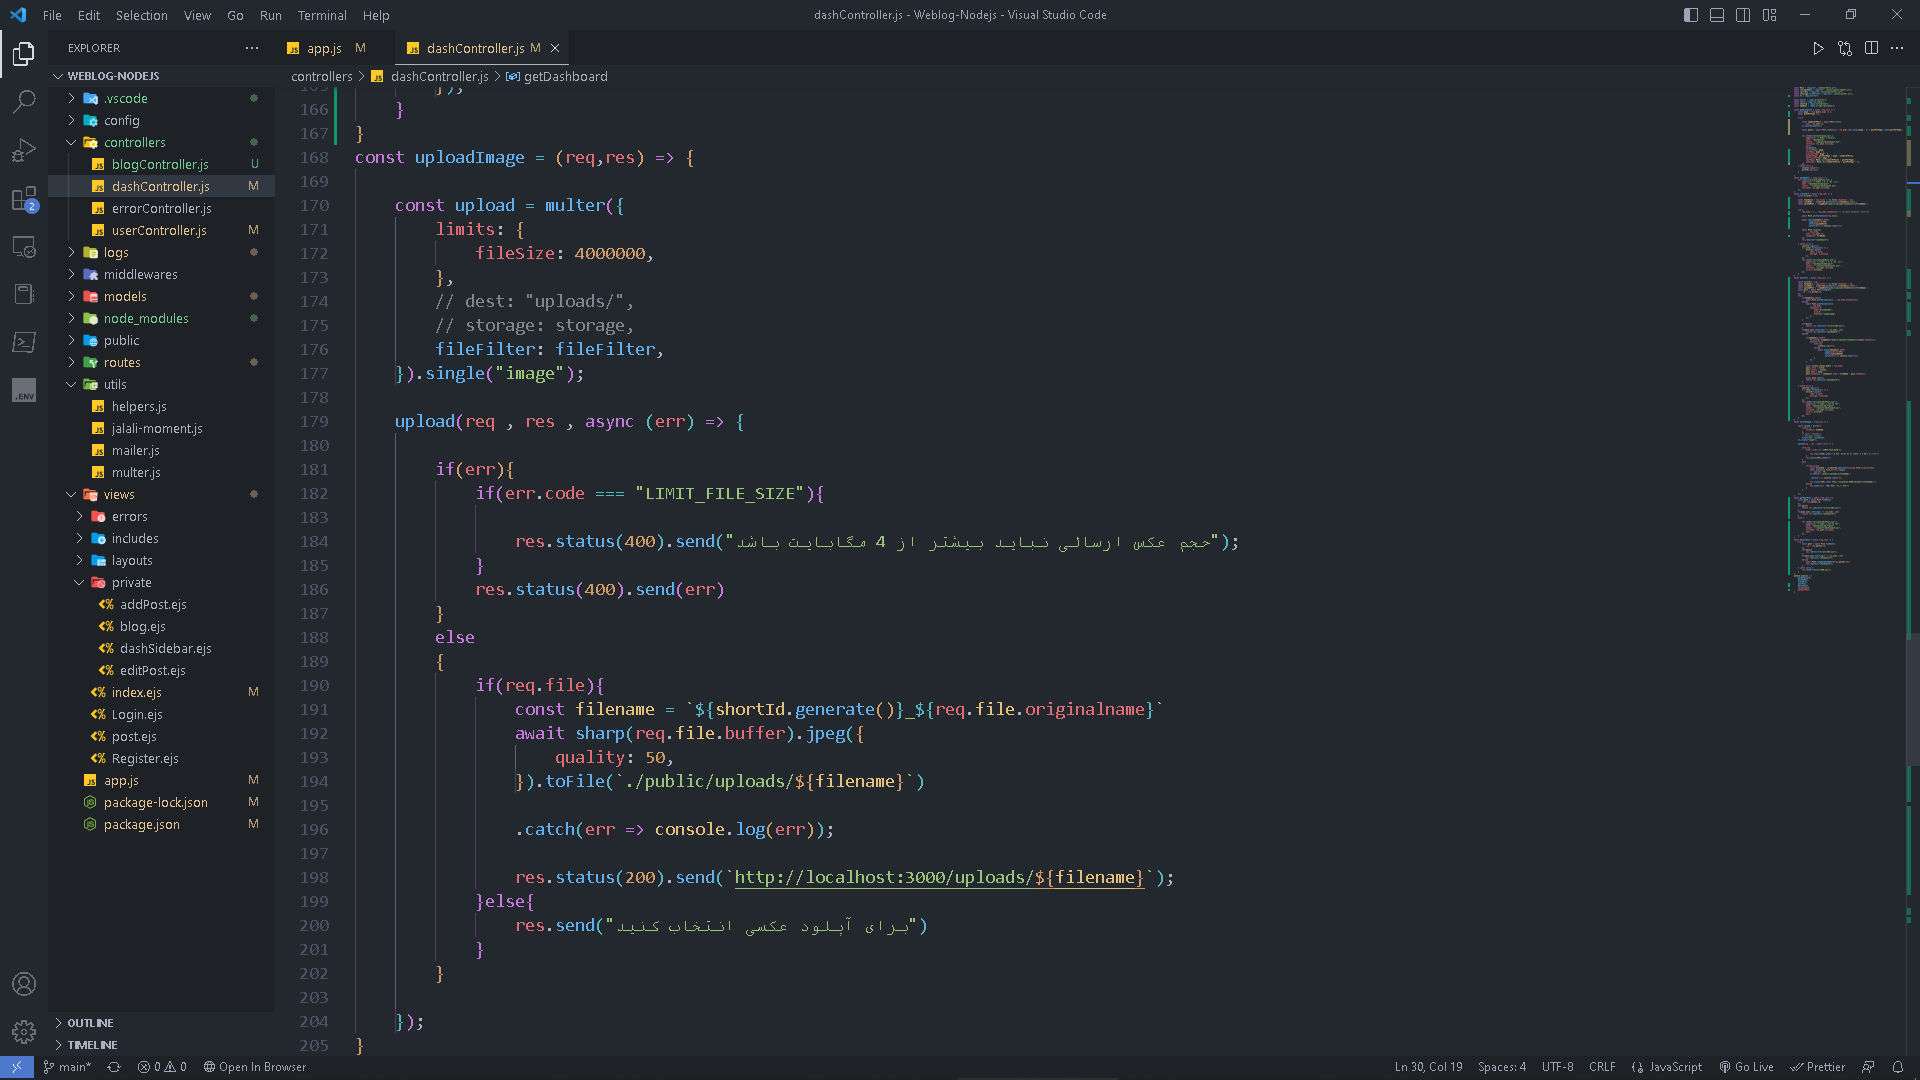 File Edit Selection View Go Run Terminal Help
dashController.js - Weblog-Nodejs - Visual Studio Code
EXPLORER
WEBLOG-NODEJS
.vscode
config
controllers
blogController.js U
dashController.js M
errorController.js
userController.js M
logs
middlewares
models
node_modules
public
routes
utils
helpers.js
jalali-moment.js
mailer.js
multer.js
views
errors
includes
layouts
private
addPost.ejs
blog.ejs
dashSidebar.ejs
editPost.ejs
index.ejs M
Login.ejs
post.ejs
Register.ejs
app.js M
package-lock.json M
package.json M
OUTLINE
TIMELINE
2
.ENV
app.js M
dashController.js M
controllers > dashController.js > getDashboard
165 });
166 }
167 }
168 const uploadImage = (req,res) => {
169
170 const upload = multer({
171 limits: {
172 fileSize: 4000000,
173 },
174 // dest: "uploads/",
175 // storage: storage,
176 fileFilter: fileFilter,
177 }).single("image");
178
179 upload(req , res , async (err) => {
180
181 if(err){
182 if(err.code === "LIMIT_FILE_SIZE"){
183
184 res.status(400).send("حجم عکس ارسالی نباید بیشتر از 4 مگابایت باشد");
185 }
186 res.status(400).send(err)
187 }
188 else
189 {
190 if(req.file){
191 const filename = `${shortId.generate()}_${req.file.originalname}`
192 await sharp(req.file.buffer).jpeg({
193 quality: 50,
194 }).toFile(`./public/uploads/${filename}`)
195
196 .catch(err => console.log(err));
197
198 res.status(200).send(`http://localhost:3000/uploads/${filename}`);
199 }else{
200 res.send("برای آپلود عکسی انتخاب کنید")
201 }
202 }
203
204 });
205 }
main* 0 0 Open In Browser
Ln 30, Col 19 Spaces: 4 UTF-8 CRLF JavaScript Go Live Prettier